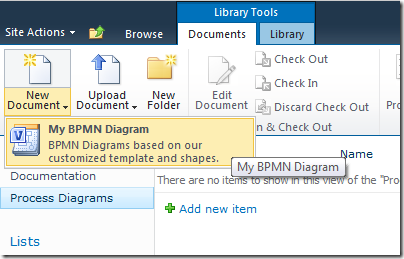 Library Tools
Site Actions Browse Documents Library
New Document
Upload Document
New Folder
Edit Document
Check Out
Check In
Discard Check Out
n & Check Out
My BPMN Diagram
BPMN Diagrams based on our
customized template and shapes.
My BPMN Diagram
Name
Documentation
There are no items to show in this view of the "Pro
Process Diagrams
Add new item
Lists